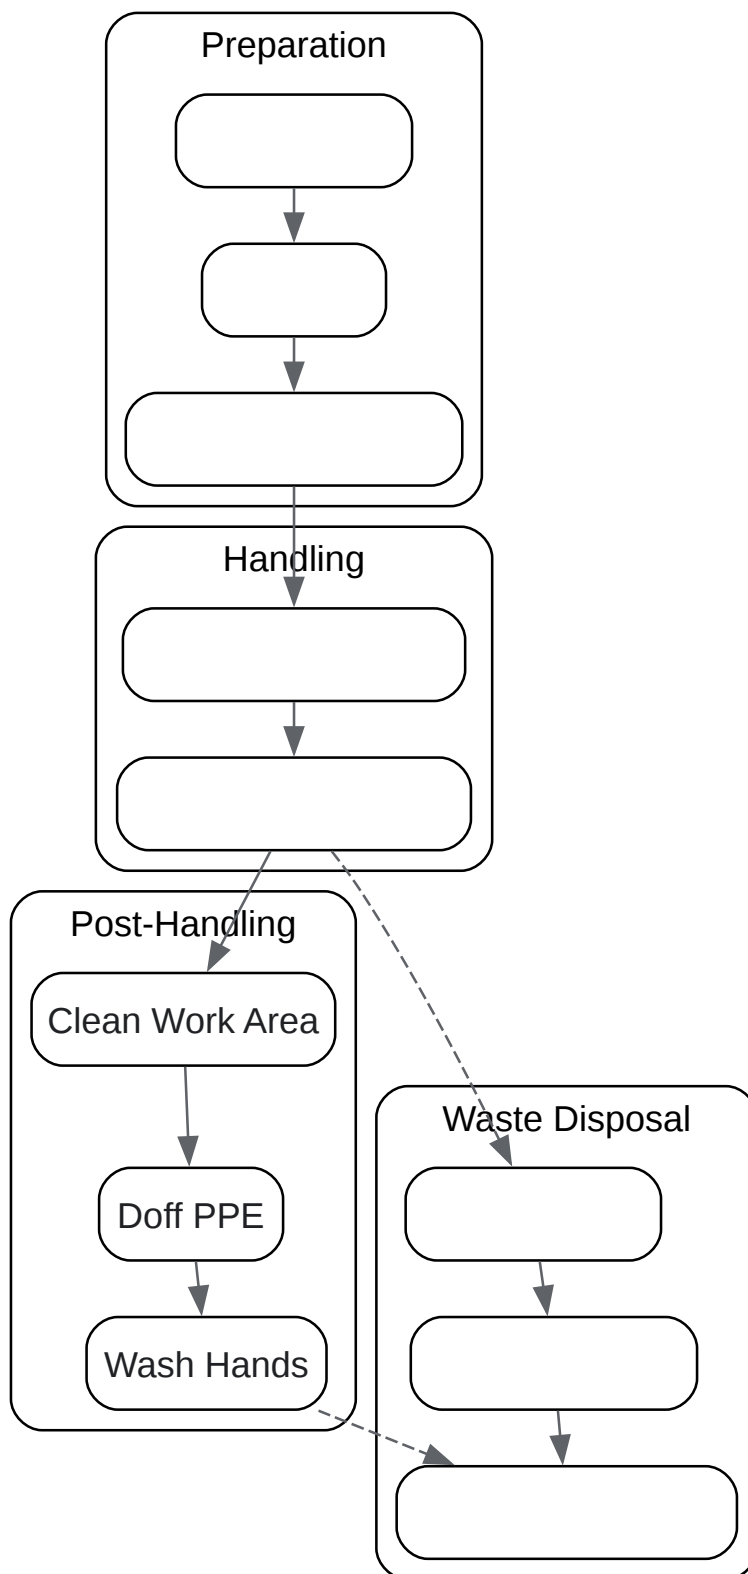 Preparation
Handling
Post-Handling
Clean Work Area
Waste Disposal
Doff PPE
Wash Hands